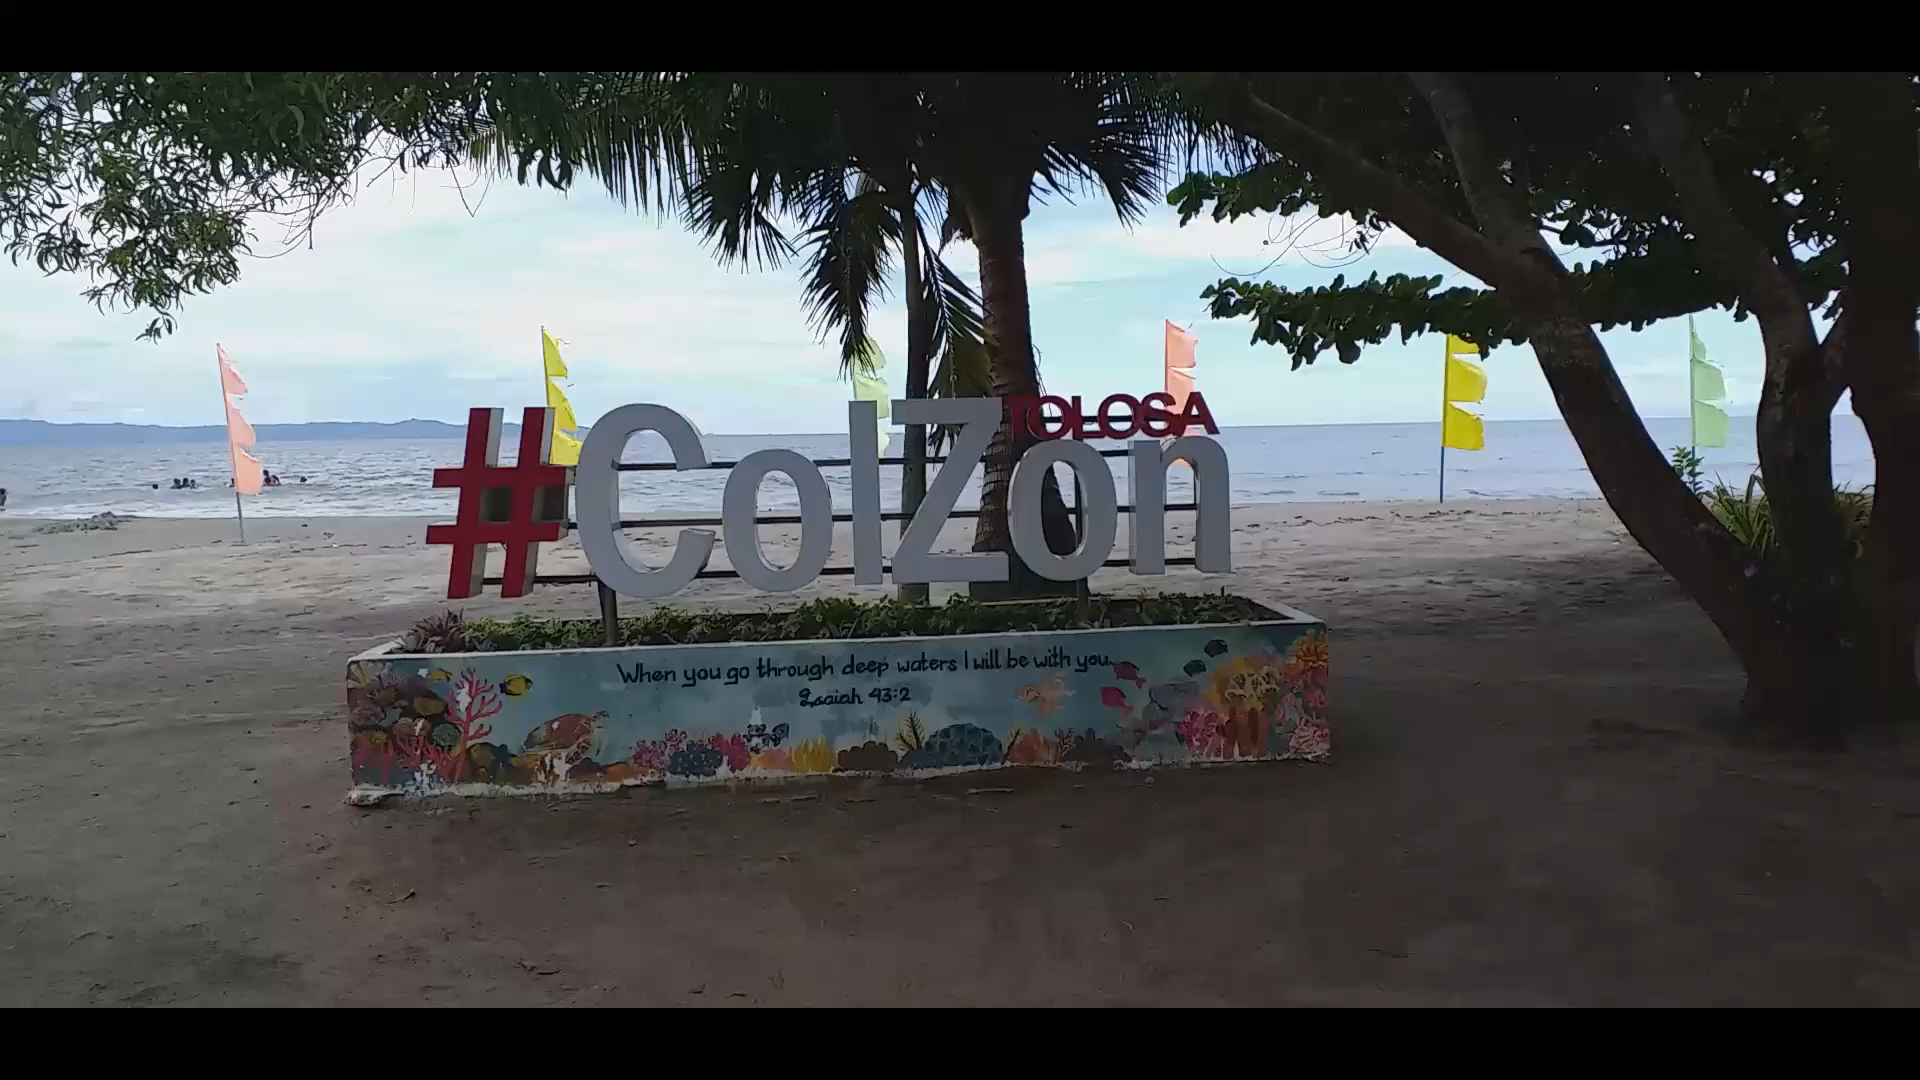 TOLOSA
#ColZon
When you go through deep waters I will be with you.
Isaiah 43:2